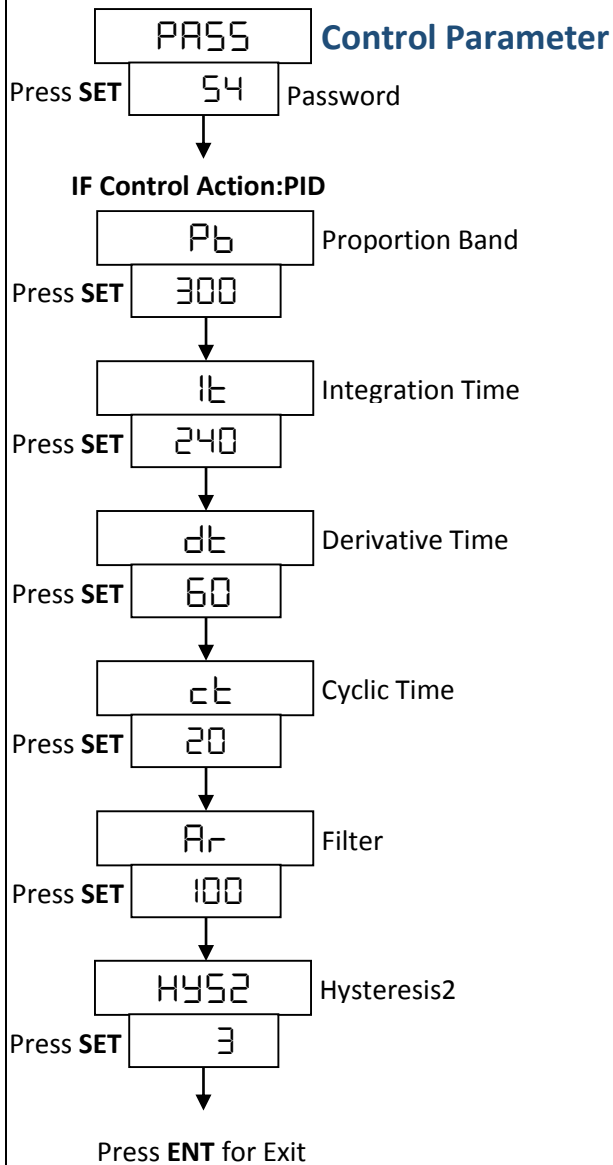 PASS Control Parameter
Press SET 54 Password
IF Control Action:PID
Pb Proportion Band
Press SET 300
It Integration Time
Press SET 240
dt Derivative Time
Press SET 60
ct Cyclic Time
Press SET 20
Ar Filter
Press SET 100
HYS2 Hysteresis2
Press SET 3
Press ENT for Exit